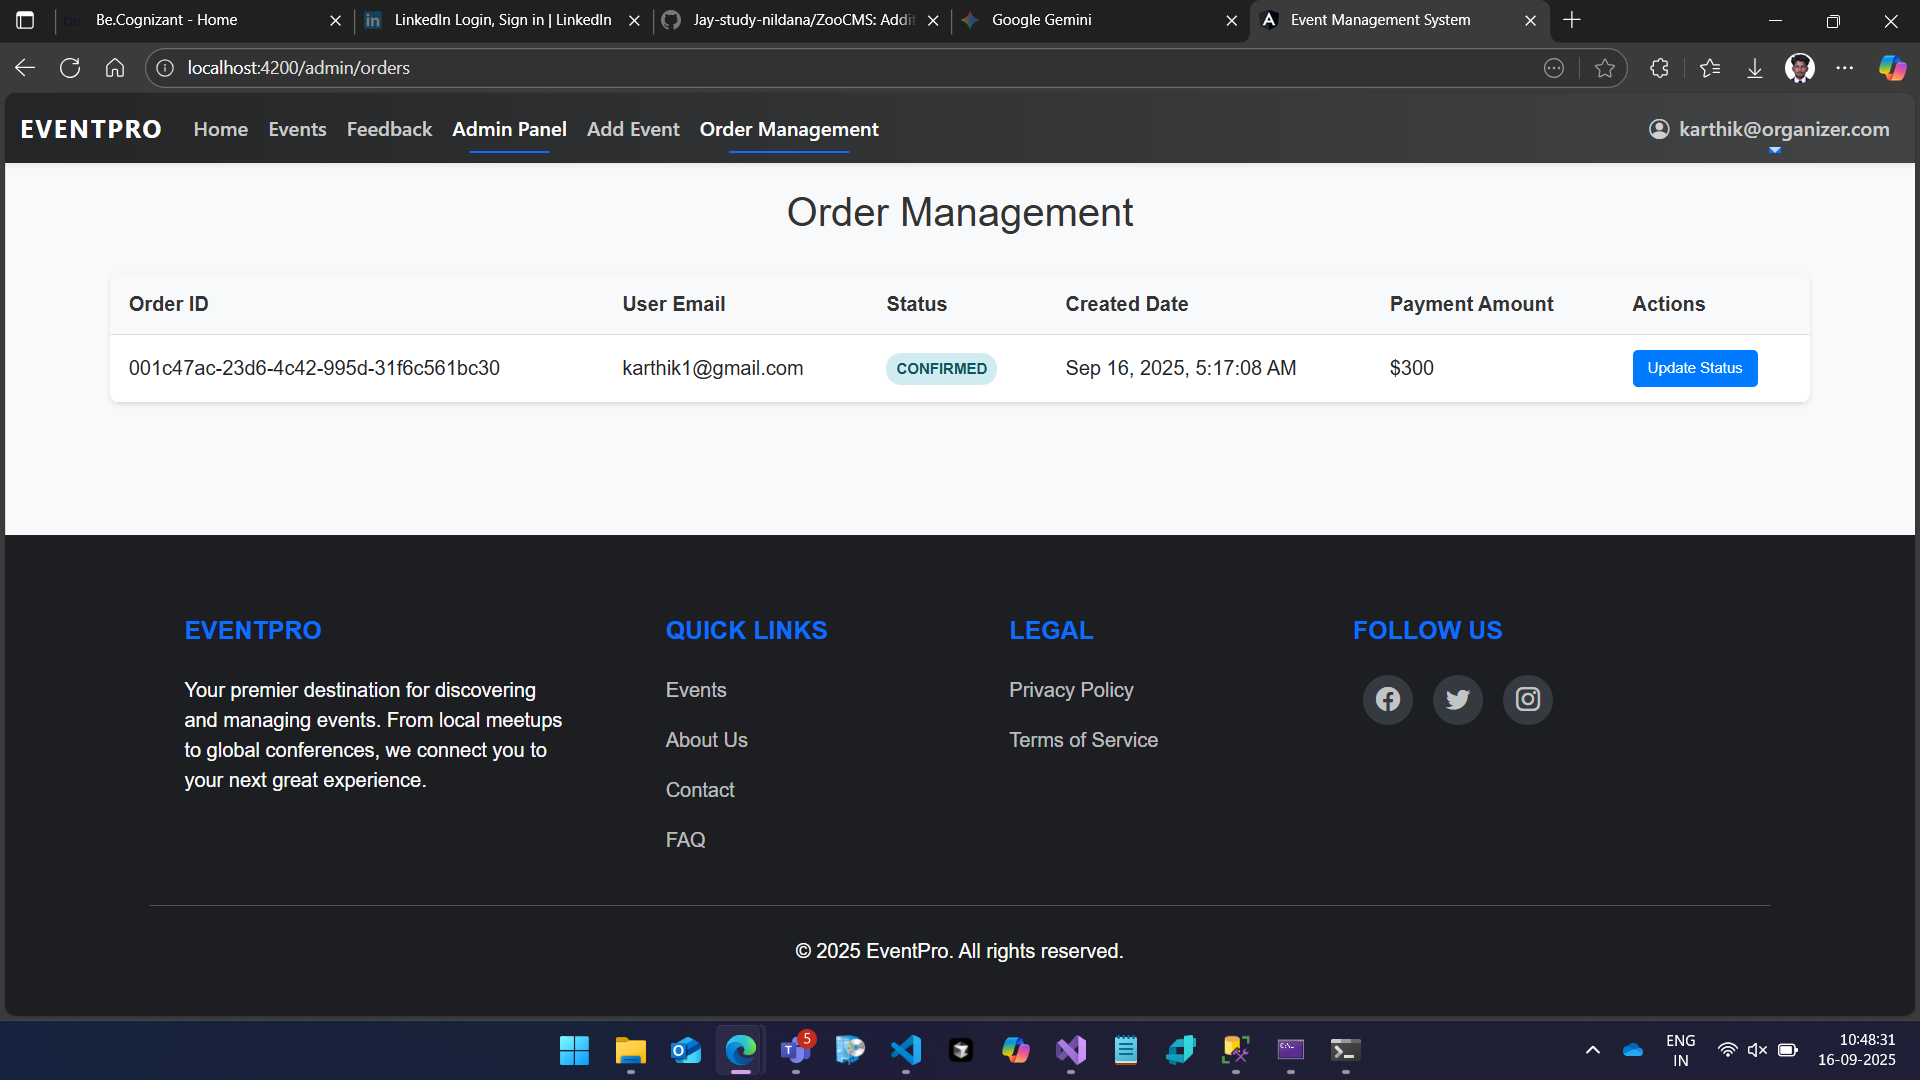 Be.Cognizant - Home
LinkedIn Login, Sign in | LinkedIn
Jay-study-nildana/ZooCMS: Addit
Google Gemini
Event Management System
localhost:4200/admin/orders
EVENTPRO Home Events Feedback Admin Panel Add Event Order Management karthik@organizer.com
Order Management
Order ID User Email Status Created Date Payment Amount Actions
001c47ac-23d6-4c42-995d-31f6c561bc30 karthik1@gmail.com CONFIRMED Sep 16, 2025, 5:17:08 AM $300 Update Status
EVENTPRO
Your premier destination for discovering
and managing events. From local meetups
to global conferences, we connect you to
your next great experience.
QUICK LINKS
Events
About Us
Contact
FAQ
LEGAL
Privacy Policy
Terms of Service
FOLLOW US
© 2025 EventPro. All rights reserved.
5
ENG
IN
10:48:31
16-09-2025